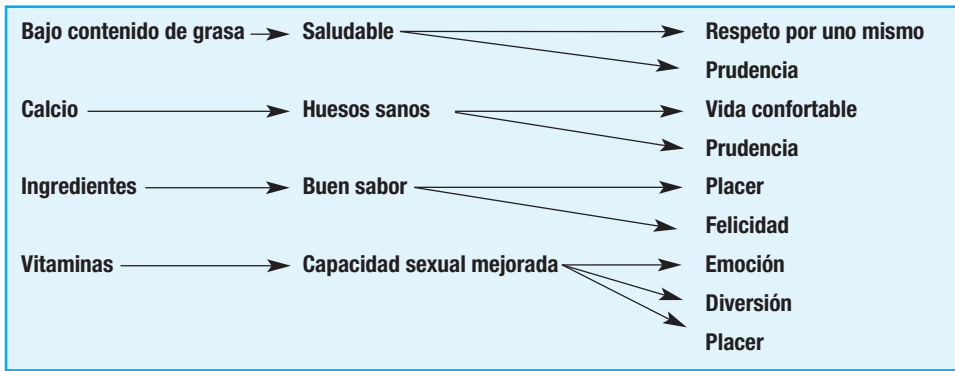 Bajo contenido de grasa Saludable Respeto por uno mismo
Prudencia
Calcio Huesos sanos Vida confortable
Prudencia
Ingredientes Buen sabor Placer
Felicidad
Vitaminas Capacidad sexual mejorada Emoción
Diversión
Placer